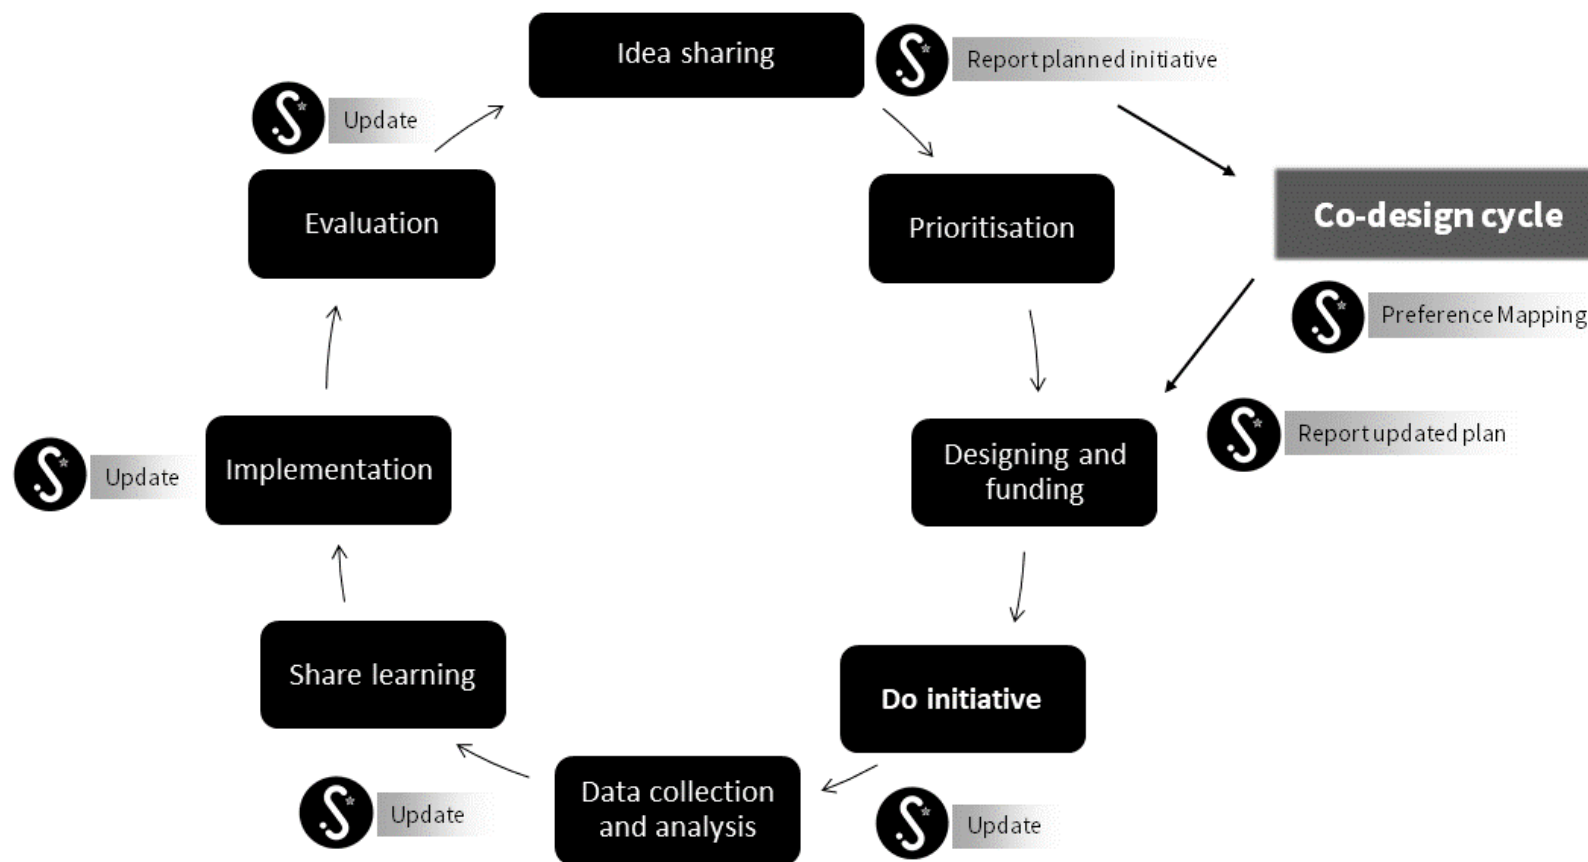 Idea sharing
Report planned initiative
Update
Evaluation
Prioritisation
Co-design cycle
Preference Mapping
Report updated plan
Designing and
funding
Implementation
Update
Share learning
Do initiative
Data collection
and analysis
Update
Update